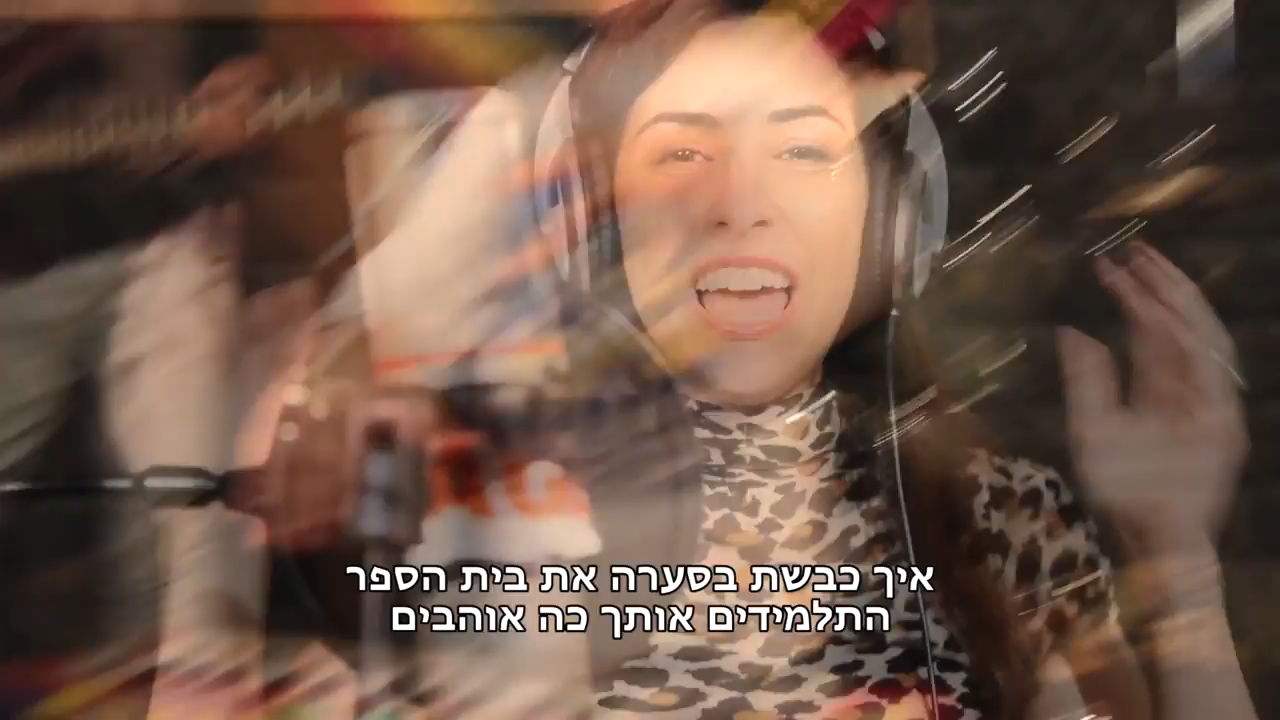 איך כבשת בסערה את בית הספר
התלמידים אותך כה אוהבים